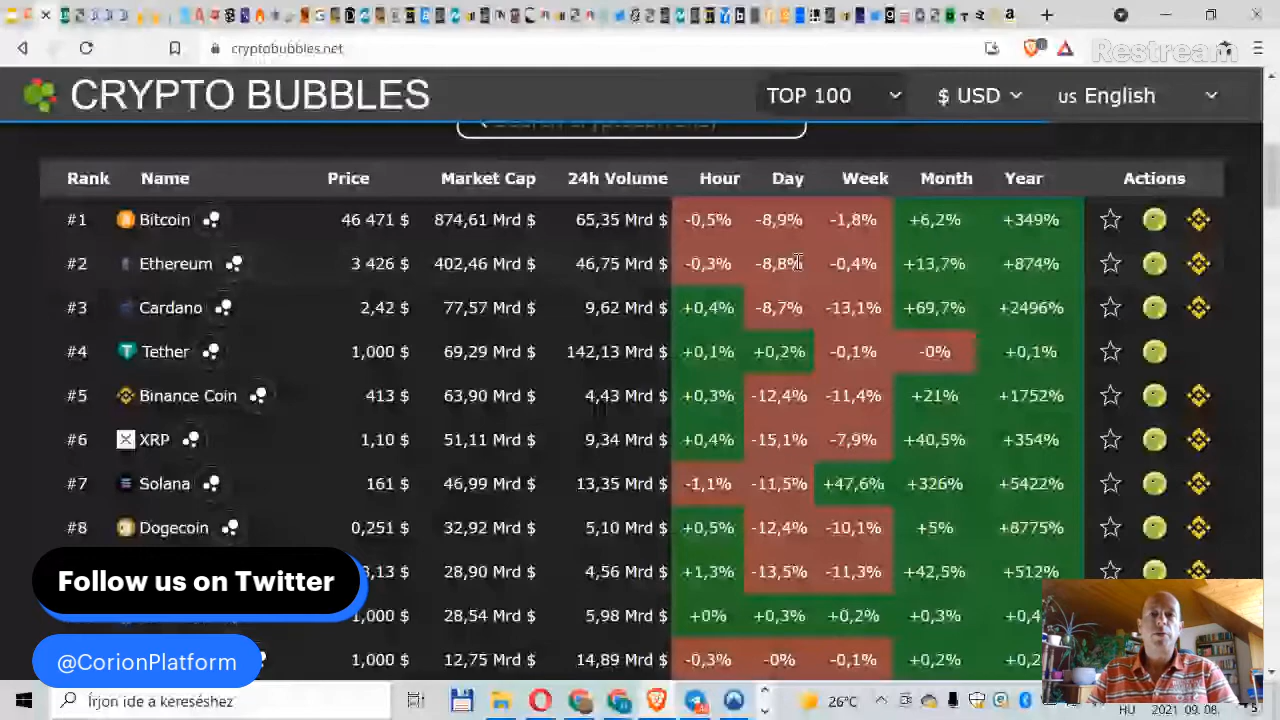 cryptobubbles.net
Restream
CRYPTO BUBBLES
TOP 100
$ USD
us English
Rank Name Price Market Cap 24h Volume Hour Day Week Month Year Actions
#1 Bitcoin 46 471 $ 874,61 Mrd $ 65,35 Mrd $ -0,5% -8,9% -1,8% +6,2% +349%
#2 Ethereum 3 426 $ 402,46 Mrd $ 46,75 Mrd $ -0,3% -8,8% -0,4% +13,7% +874%
#3 Cardano 2,42 $ 77,57 Mrd $ 9,62 Mrd $ +0,4% -8,7% -13,1% +69,7% +2496%
#4 Tether 1,000 $ 69,29 Mrd $ 142,13 Mrd $ +0,1% +0,2% -0,1% -0% +0,1%
#5 Binance Coin 413 $ 63,90 Mrd $ 4,43 Mrd $ +0,3% -12,4% -11,4% +21% +1752%
#6 XRP 1,10 $ 51,11 Mrd $ 9,34 Mrd $ +0,4% -15,1% -7,9% +40,5% +354%
#7 Solana 161 $ 46,99 Mrd $ 13,35 Mrd $ -1,1% -11,5% +47,6% +326% +5422%
#8 Dogecoin 0,251 $ 32,92 Mrd $ 5,10 Mrd $ +0,5% -12,4% -10,1% +5% +8775%
3,13 $ 28,90 Mrd $ 4,56 Mrd $ +1,3% -13,5% -11,3% +42,5% +512%
1,000 $ 28,54 Mrd $ 5,98 Mrd $ +0% +0,3% +0,2% +0,3% +0,4
1,000 $ 12,75 Mrd $ 14,89 Mrd $ -0,3% -0% -0,1% +0,2% +0,2
Follow us on Twitter
@CorionPlatform
Írjon ide a kereséshez
26°C
HU 2021. 09. 08.